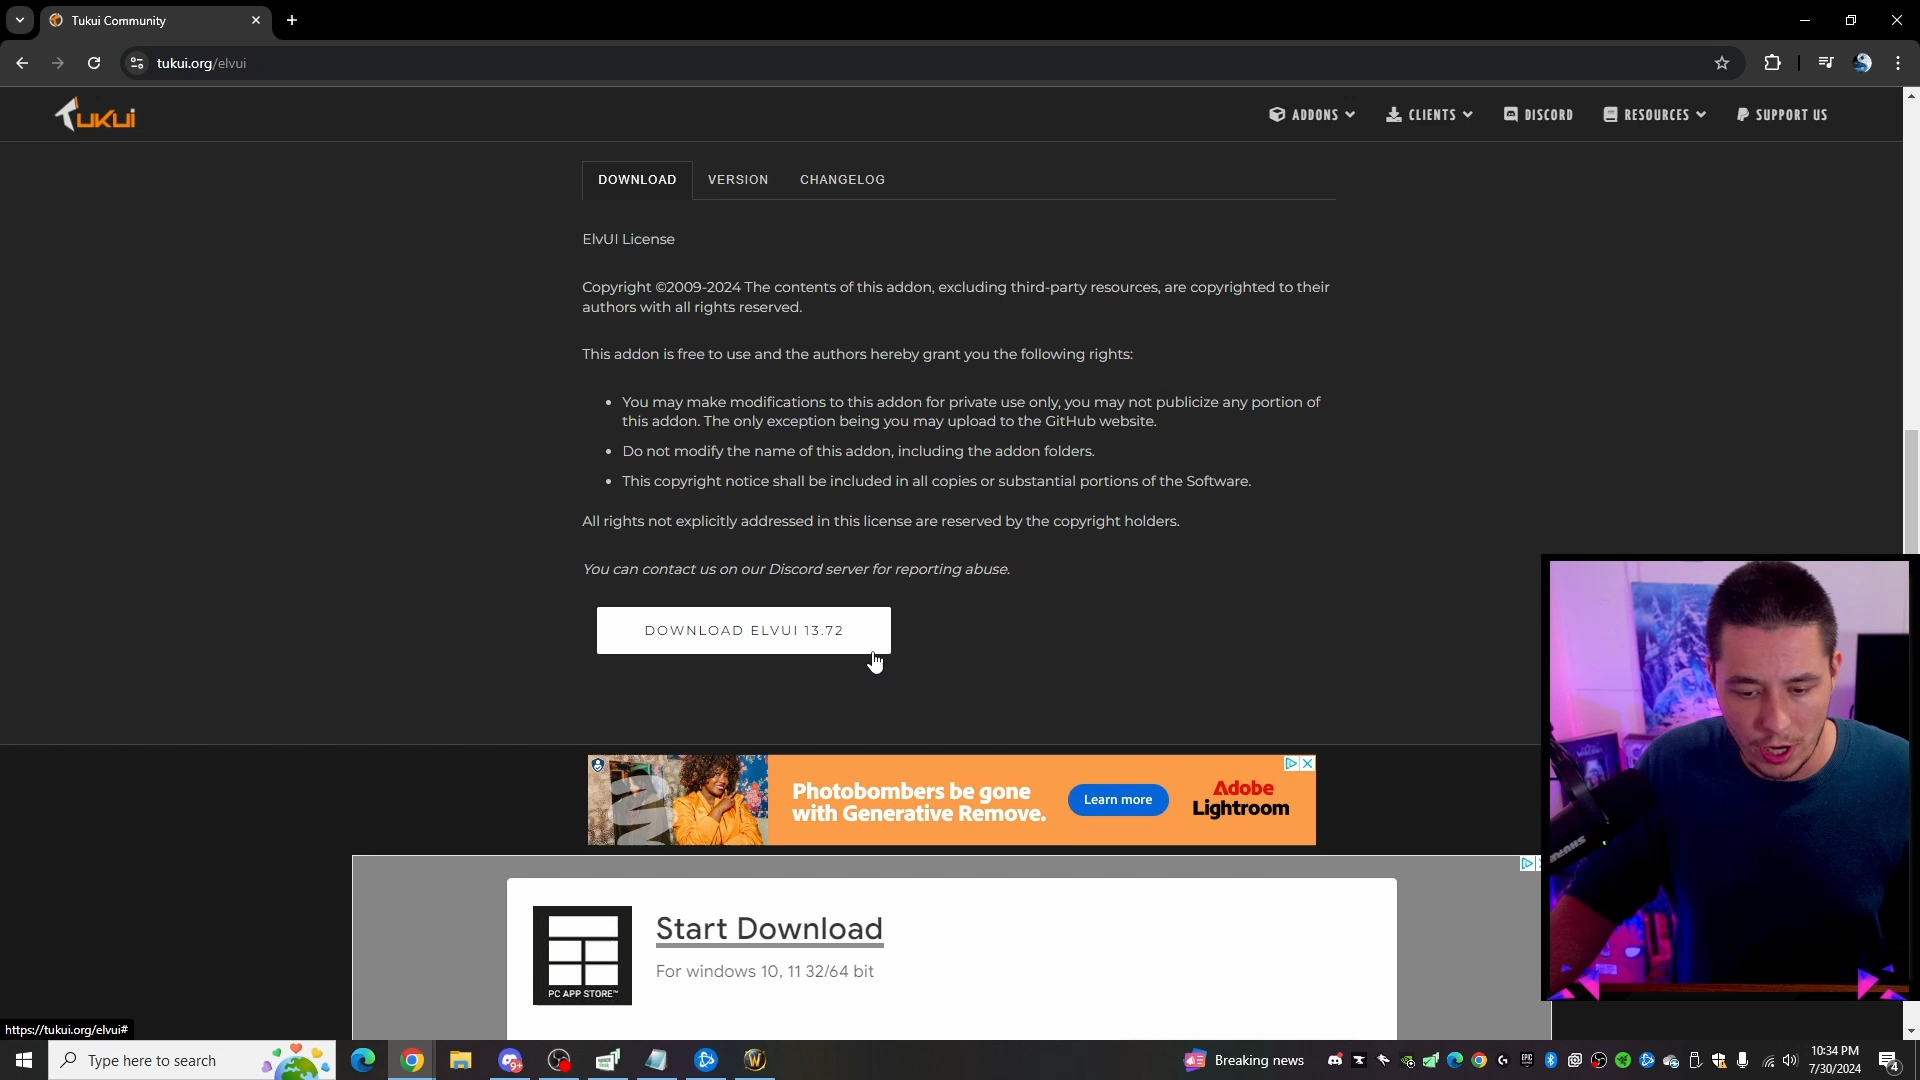 Tukui Community
tukui.org/elvui
TUKUI
ADDONS
CLIENTS
DISCORD
RESOURCES
SUPPORT US
DOWNLOAD
VERSION
CHANGELOG
ElvUI License
Copyright ©2009-2024 The contents of this addon, excluding third-party resources, are copyrighted to their
authors with all rights reserved.
This addon is free to use and the authors hereby grant you the following rights:
• You may make modifications to this addon for private use only, you may not publicize any portion of
this addon. The only exception being you may upload to the GitHub website.
• Do not modify the name of this addon, including the addon folders.
• This copyright notice shall be included in all copies or substantial portions of the Software.
All rights not explicitly addressed in this license are reserved by the copyright holders.
You can contact us on our Discord server for reporting abuse.
DOWNLOAD ELVUI 13.72
Photobombers be gone
with Generative Remove.
Learn more
Adobe
Lightroom
Start Download
For windows 10, 11 32/64 bit
PC APP STORE™
SHURE
https://tukui.org/elvui#
Type here to search
9+
Breaking news
EPIC
10:34 PM
7/30/2024
4